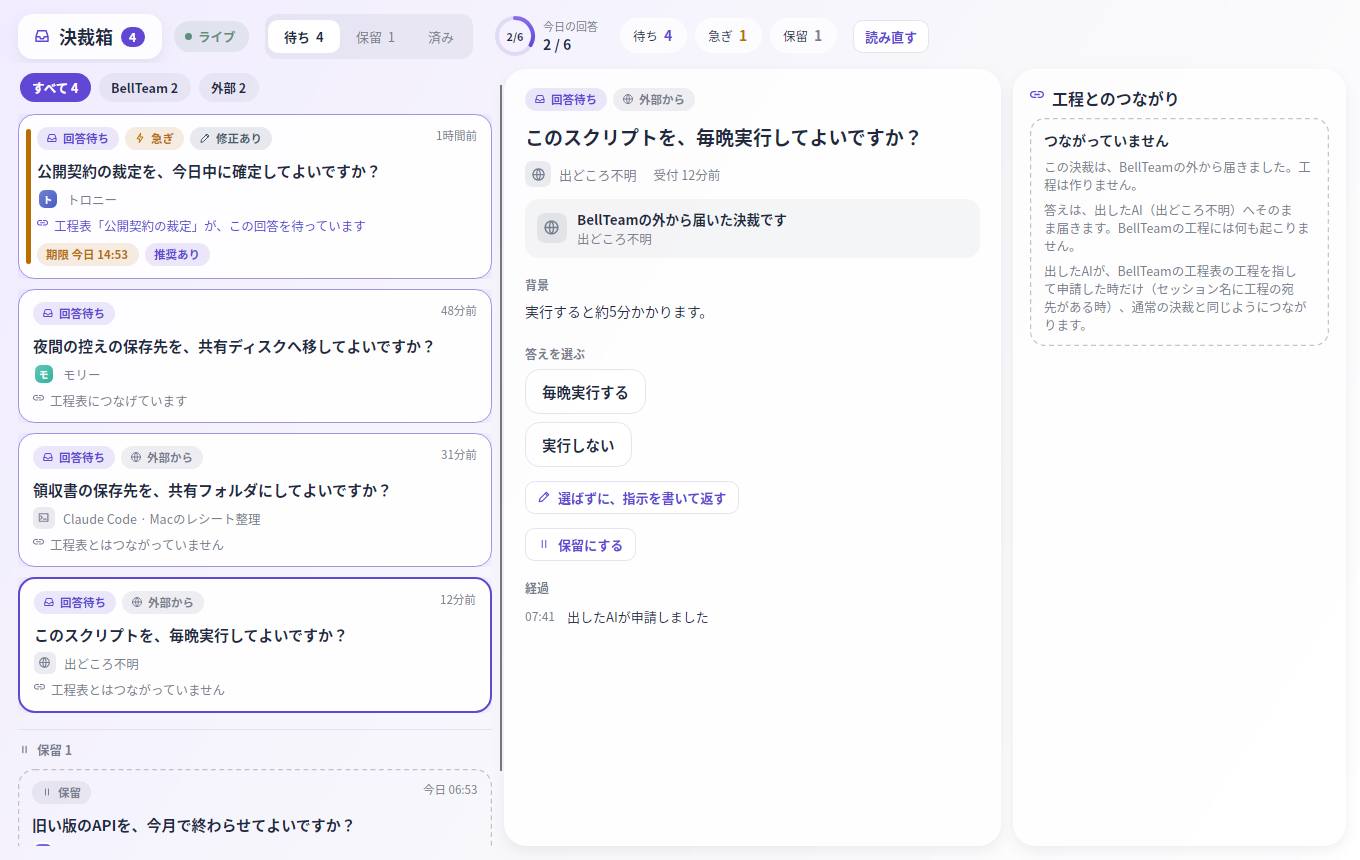 決裁箱 4
ライブ
待ち 4
保留 1
済み
2/6
今日の回答
2 / 6
待ち 4
急ぎ 1
保留 1
読み直す
すべて 4
BellTeam 2
外部 2
回答待ち
急ぎ
修正あり
1時間前
公開契約の裁定を、今日中に確定してよいですか？
ト トロニー
工程表「公開契約の裁定」が、この回答を待っています
期限 今日 14:53
推奨あり
回答待ち
48分前
夜間の控えの保存先を、共有ディスクへ移してよいですか？
モ モリー
工程表につなげています
回答待ち
外部から
31分前
領収書の保存先を、共有フォルダにしてよいですか？
Claude Code · Macのレシート整理
工程表とはつながっていません
回答待ち
外部から
12分前
このスクリプトを、毎晩実行してよいですか？
出どころ不明
工程表とはつながっていません
保留 1
保留
今日 06:53
旧い版のAPIを、今月で終わらせてよいですか？
回答待ち
外部から
このスクリプトを、毎晩実行してよいですか？
出どころ不明
受付 12分前
BellTeamの外から届いた決裁です
出どころ不明
背景
実行すると約5分かかります。
答えを選ぶ
毎晩実行する
実行しない
選ばずに、指示を書いて返す
保留にする
経過
07:41 出したAIが申請しました
工程とのつながり
つながっていません
この決裁は、BellTeamの外から届きました。工
程は作りません。
答えは、出したAI（出どころ不明）へそのま
ま届きます。BellTeamの工程には何も起こりま
せん。
出したAIが、BellTeamの工程表の工程を指し
て申請した時だけ（セッション名に工程の宛
先がある時）、通常の決裁と同じようにつなが
ります。